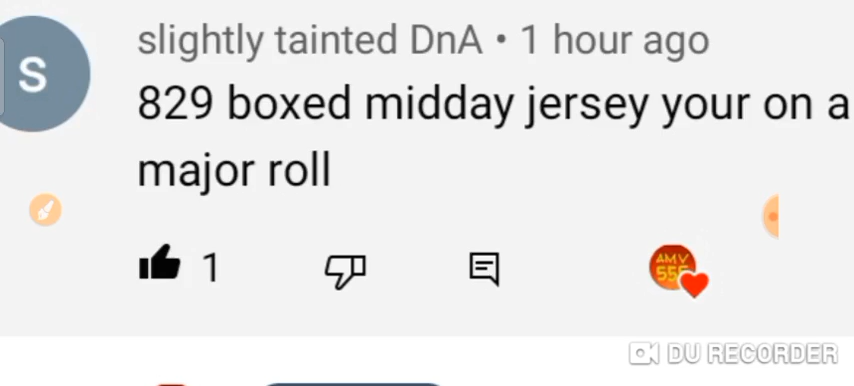 S
slightly tainted DnA • 1 hour ago
829 boxed midday jersey your on a
major roll
1
AMV
555
DU RECORDER